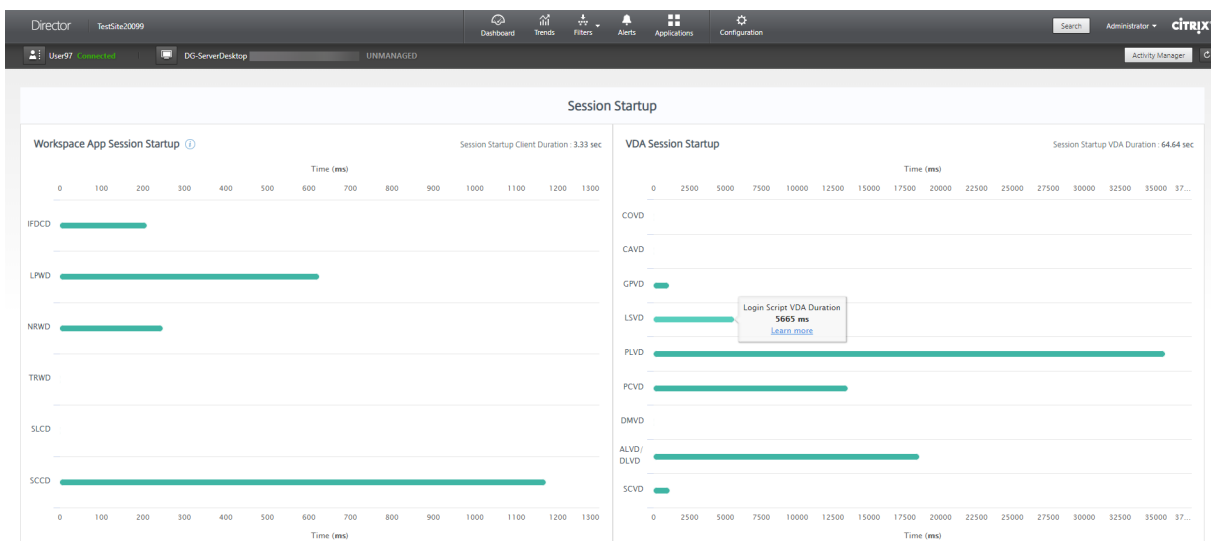 Director TestSite20099 Dashboard Trends Filters Alerts Applications Configuration Search Administrator CİTRIX
User97 Connected DG-ServerDesktop UNMANAGED Activity Manager
Session Startup
Workspace App Session Startup Session Startup Client Duration : 3.33 sec
Time (ms)
0 100 200 300 400 500 600 700 800 900 1000 1100 1200 1300
IFDCD
LPWD
NRWD
TRWD
SLCD
SCCD
0 100 200 300 400 500 600 700 800 900 1000 1100 1200 1300
Time (ms)
VDA Session Startup Session Startup VDA Duration : 64.64 sec
Time (ms)
0 2500 5000 7500 10000 12500 15000 17500 20000 22500 25000 27500 30000 32500 35000 37...
COVD
CAVD
GPVD
LSVD
Login Script VDA Duration
5665 ms
Learn more
PLVD
PCVD
DMVD
ALVD/
DLVD
SCVD
0 2500 5000 7500 10000 12500 15000 17500 20000 22500 25000 27500 30000 32500 35000 37...
Time (ms)